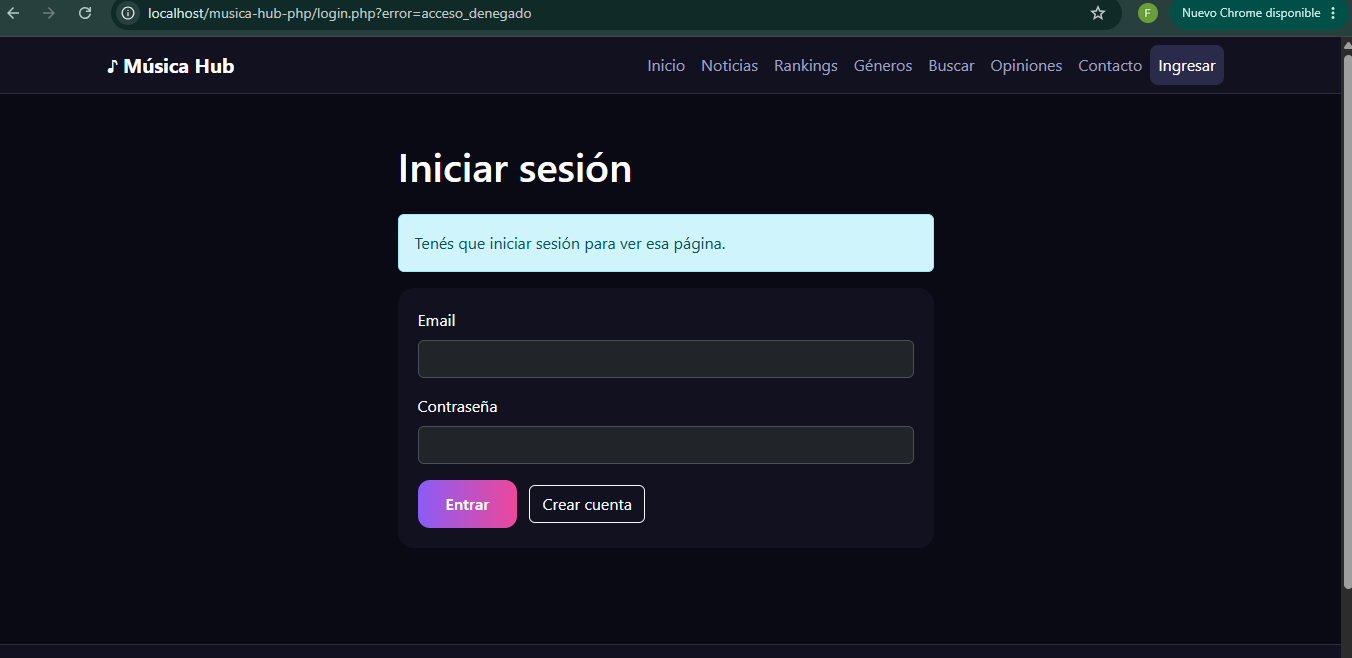 localhost/musica-hub-php/login.php?error=acceso_denegado
F
Nuevo Chrome disponible
♪ Música Hub
Inicio Noticias Rankings Géneros Buscar Opiniones Contacto Ingresar
Iniciar sesión
Tenés que iniciar sesión para ver esa página.
Email
Contraseña
Entrar Crear cuenta